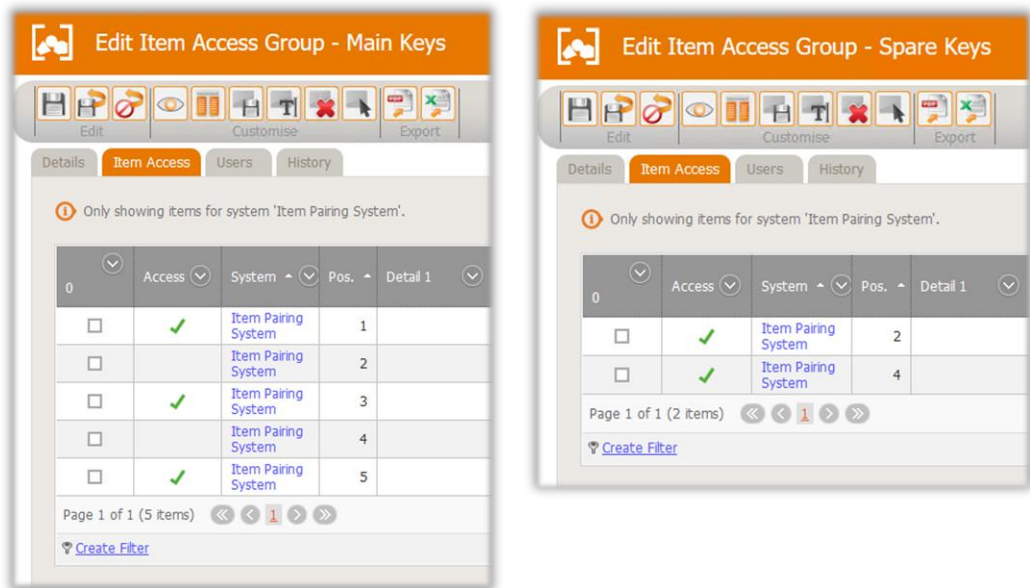 Edit Item Access Group - Main Keys
Edit
Customise
Export
Details Item Access Users History
Only showing items for system 'Item Pairing System'.
0 Access System Pos. Detail 1
Item Pairing
System 1
Item Pairing
System 2
Item Pairing
System 3
Item Pairing
System 4
Item Pairing
System 5
Page 1 of 1 (5 items) 1
Create Filter
Edit Item Access Group - Spare Keys
Edit
Customise
Export
Details Item Access Users History
Only showing items for system 'Item Pairing System'.
0 Access System Pos. Detail 1
Item Pairing
System 2
Item Pairing
System 4
Page 1 of 1 (2 items) 1
Create Filter